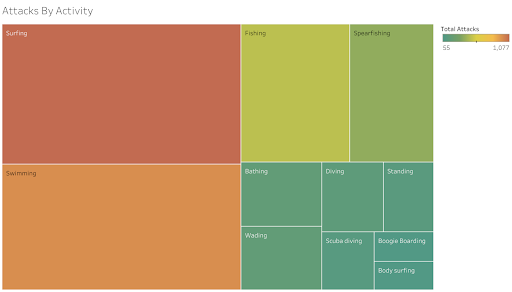 Attacks By Activity
Surfing
Fishing
Spearfishing
Total Attacks
55 1,077
Swimming
Bathing
Diving
Standing
Wading
Scuba diving
Boogie Boarding
Body surfing